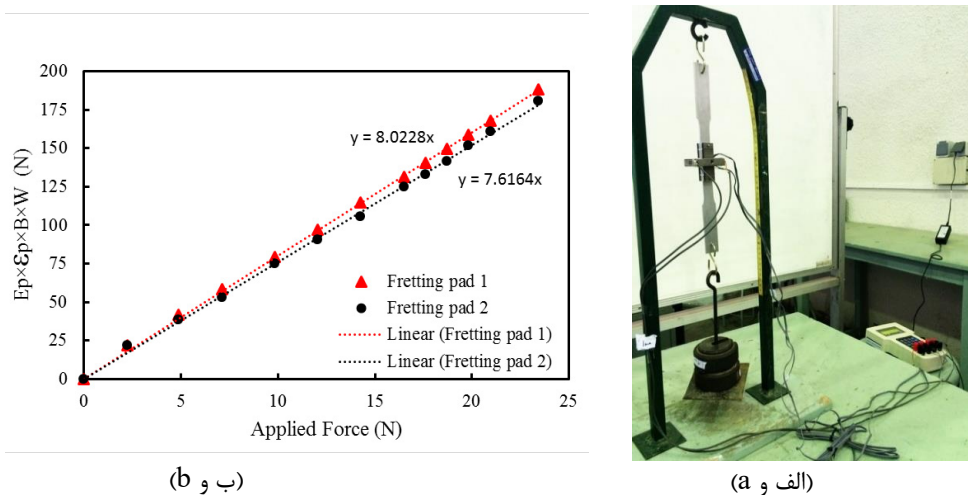 200
175
150
125
100
75
50
25
0
Ep×Ɛp×B×W (N)
y = 8.0228x
y = 7.6164x
Fretting pad 1
Fretting pad 2
Linear (Fretting pad 1)
Linear (Fretting pad 2)
0 5 10 15 20 25
Applied Force (N)
(ب و b)
(الف و a)